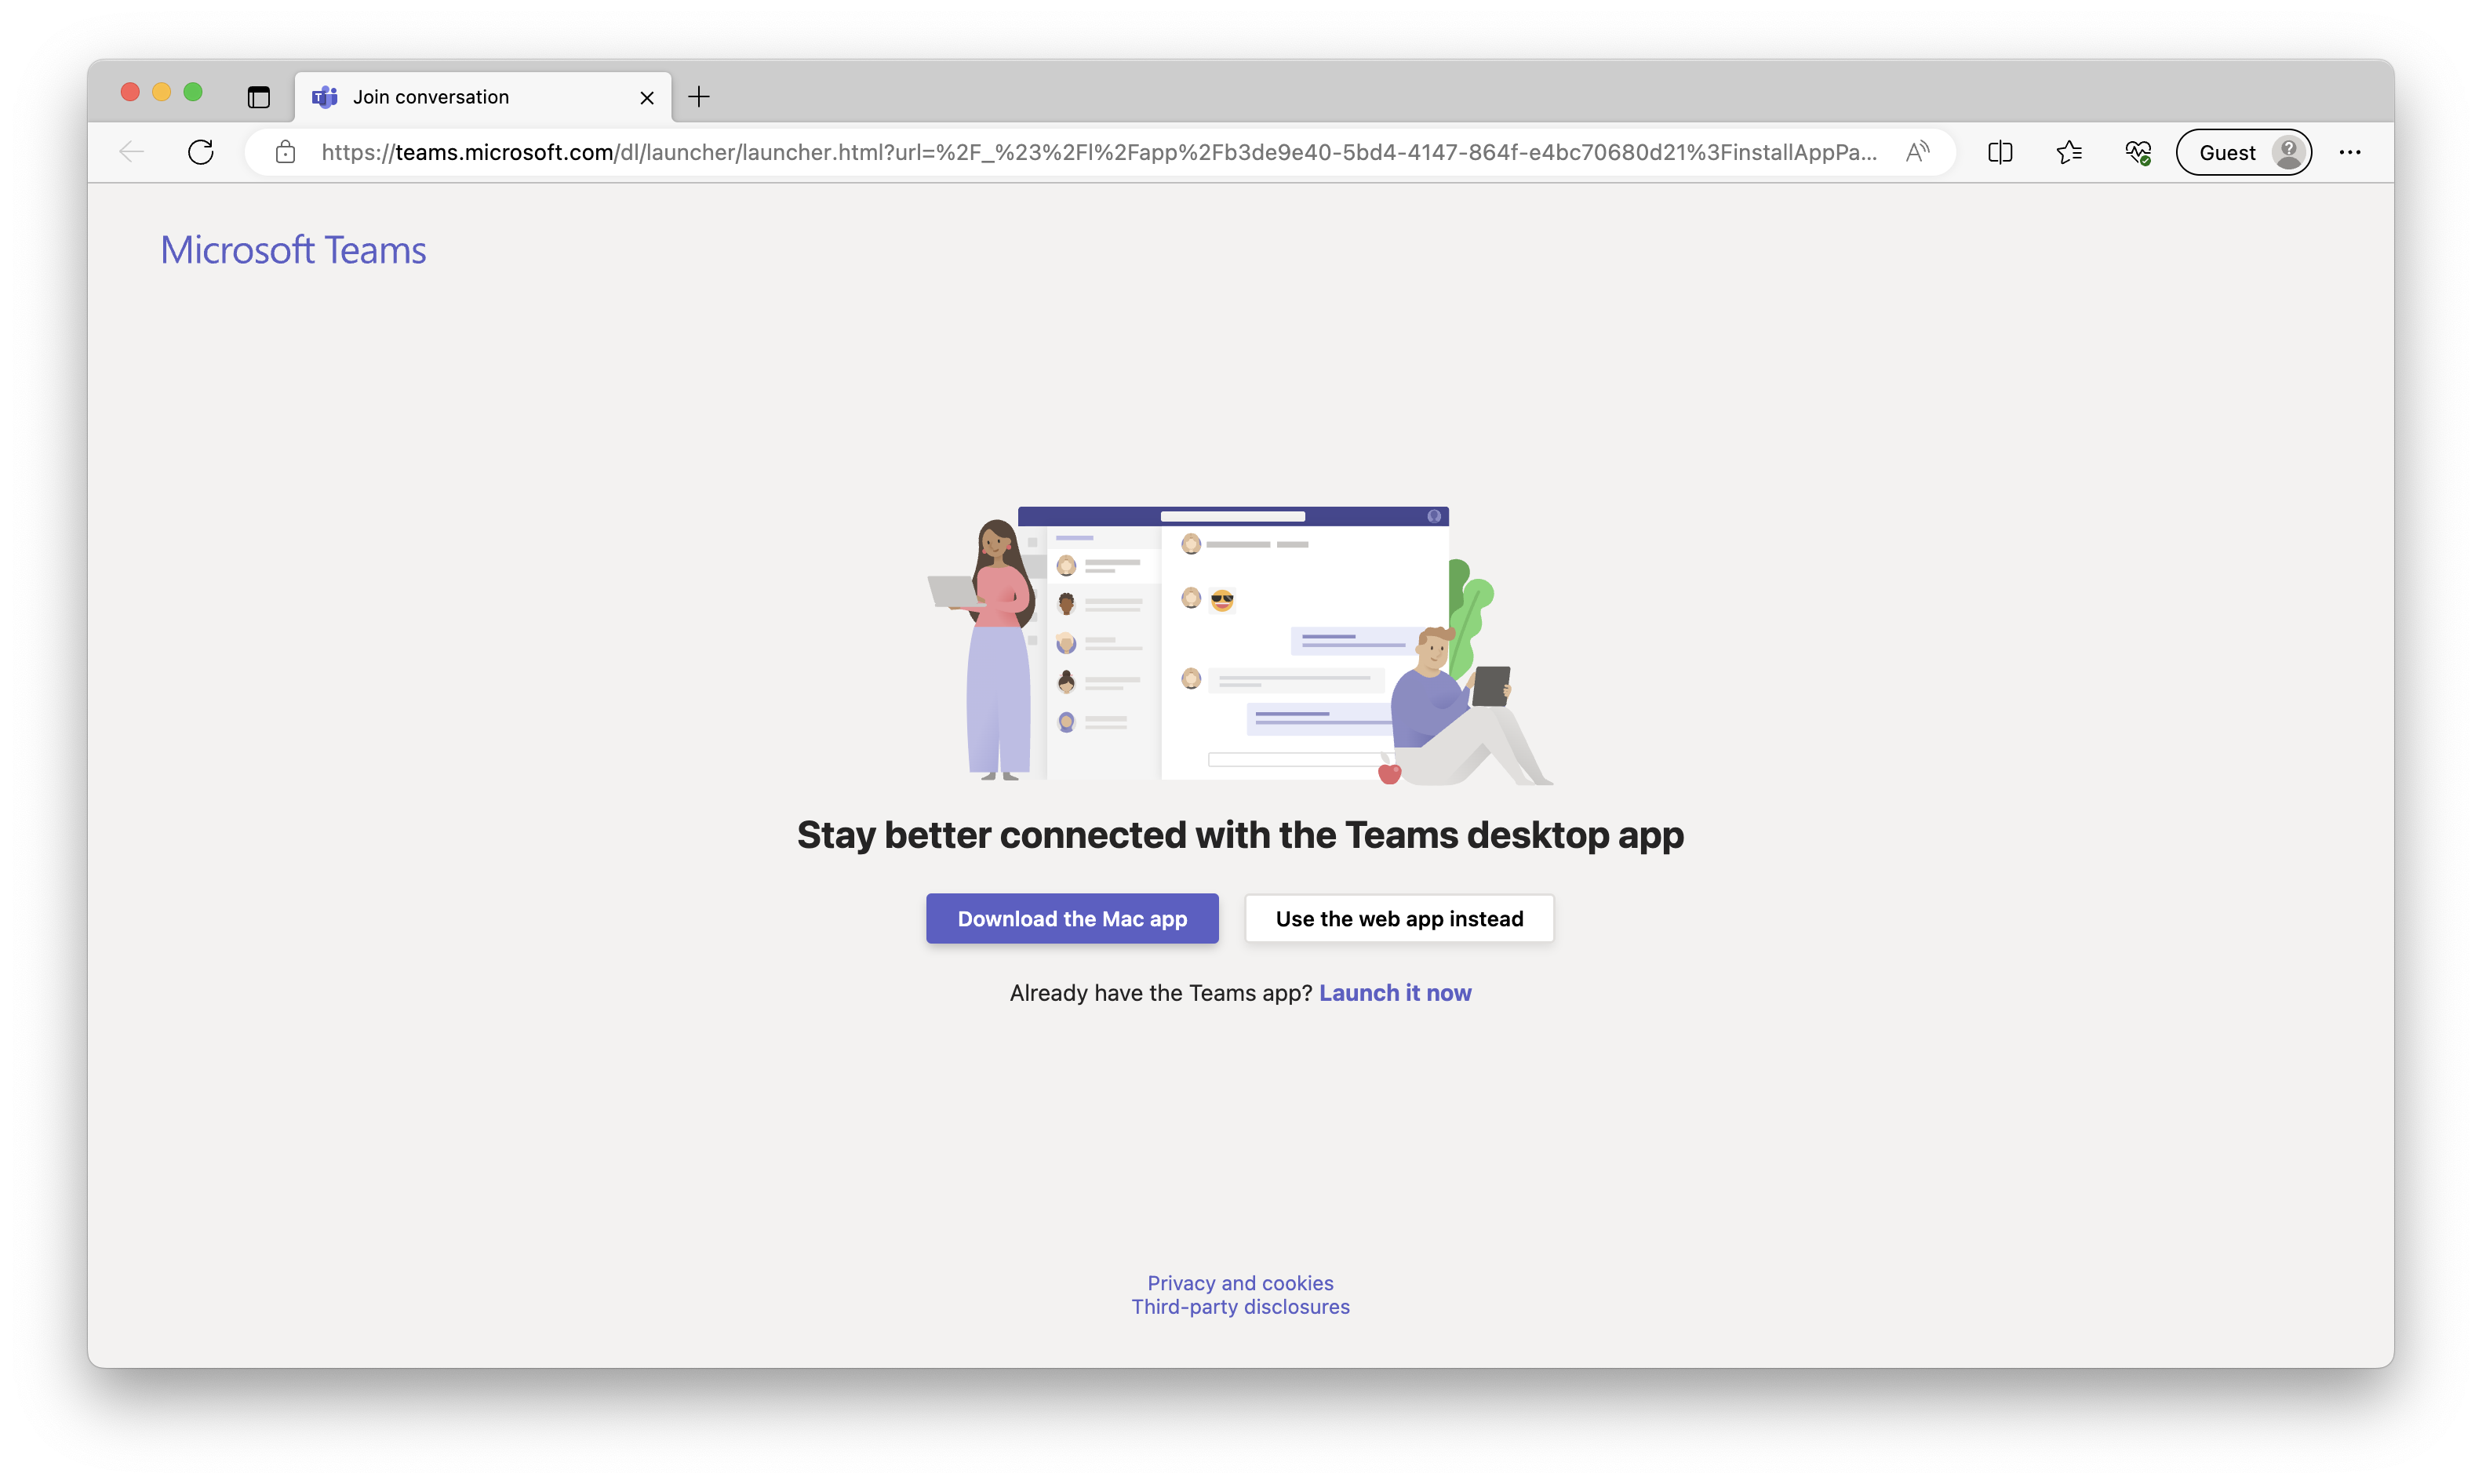 Join conversation
https://teams.microsoft.com/dl/launcher/launcher.html?url=%2F_%23%2Fl%2Fapp%2Fb3de9e40-5bd4-4147-864f-e4bc70680d21%3FinstallAppPa...
Guest
Microsoft Teams
Stay better connected with the Teams desktop app
Download the Mac app
Use the web app instead
Already have the Teams app? Launch it now
Privacy and cookies
Third-party disclosures